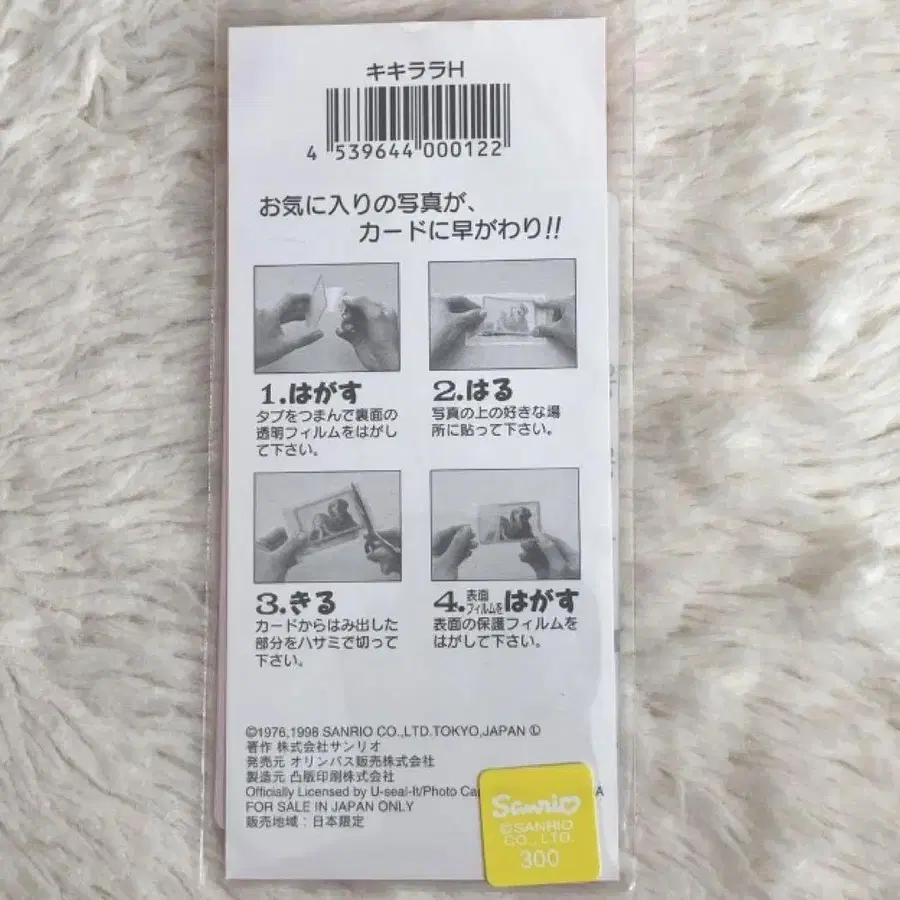 キキララH
4 539644 000122
お気に入りの写真が、
カードに早がわり!!
1.はがす
タブをつまんで裏面の
透明フィルムをはがし
て下さい。
2.はる
写真の上の好きな場
所に貼って下さい。
3.きる
カードからはみ出した
部分をハサミで切って
下さい。
4.表面フィルムをはがす
表面の保護フィルムを
はがして下さい。
©1976,1998 SANRIO CO.,LTD.TOKYO,JAPAN Ⓛ
著作 株式会社サンリオ
発売元 オリンパス販売株式会社
製造元 凸版印刷株式会社
Officially Licensed by U-seal-It/Photo
FOR SALE IN JAPAN ONLY
販売地域：日本限定
Sanrio
©SANRIO
CO., LTD.
300